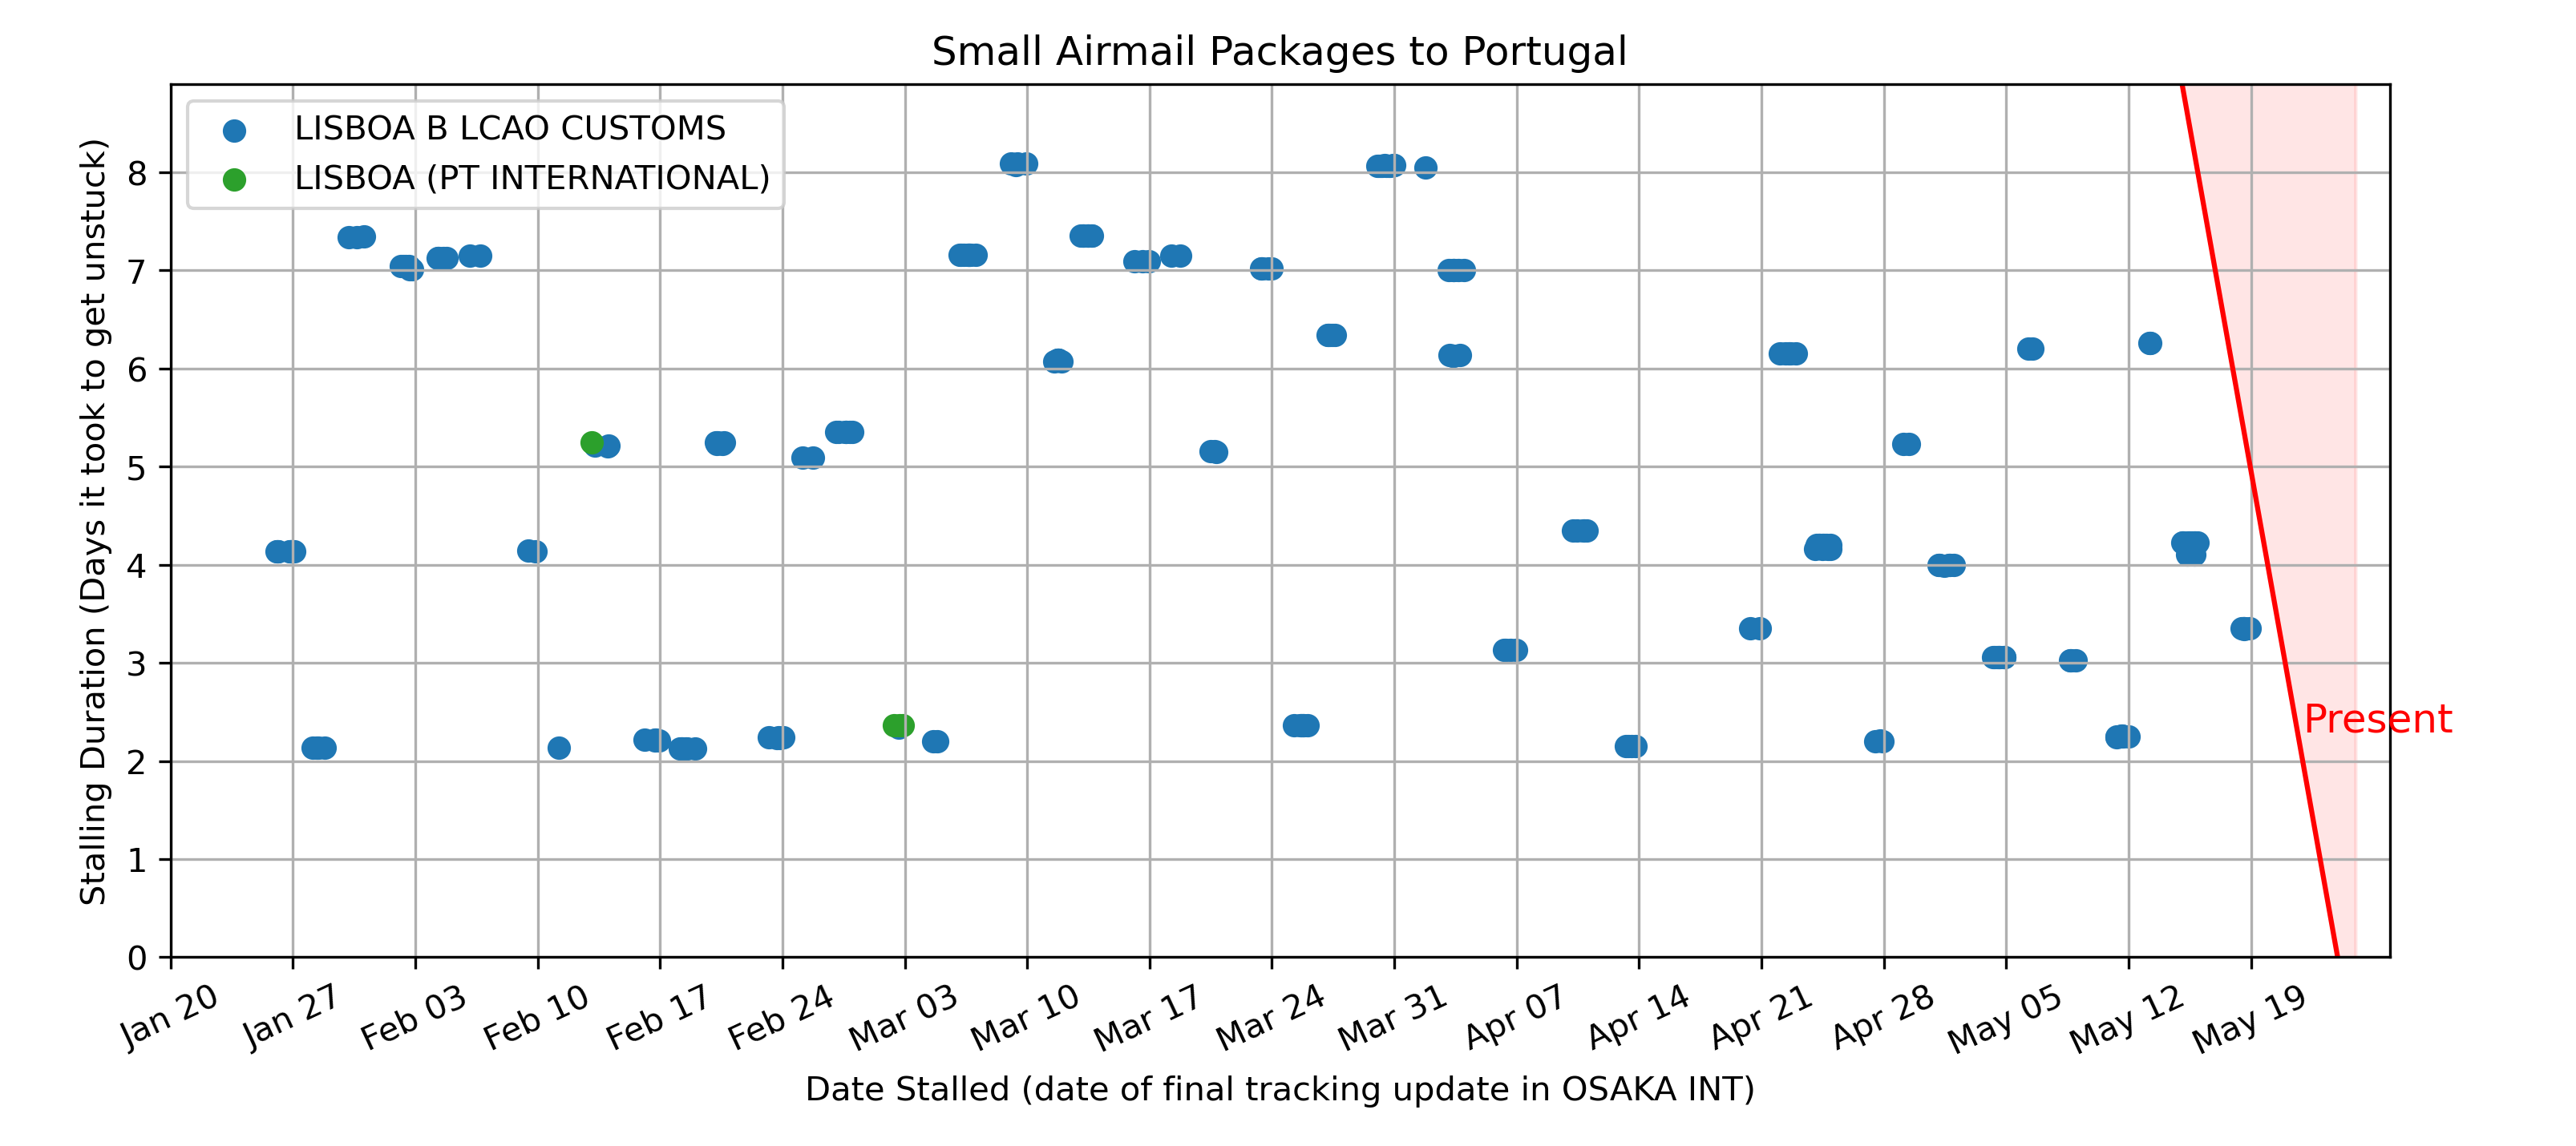 Small Airmail Packages to Portugal
LISBOA B LCAO CUSTOMS
LISBOA (PT INTERNATIONAL)
Stalling Duration (Days it took to get unstuck)
8
7
6
5
4
3
2
1
0
Present
Jan 20
Jan 27
Feb 03
Feb 10
Feb 17
Feb 24
Mar 03
Mar 10
Mar 17
Mar 24
Mar 31
Apr 07
Apr 14
Apr 21
Apr 28
May 05
May 12
May 19
Date Stalled (date of final tracking update in OSAKA INT)